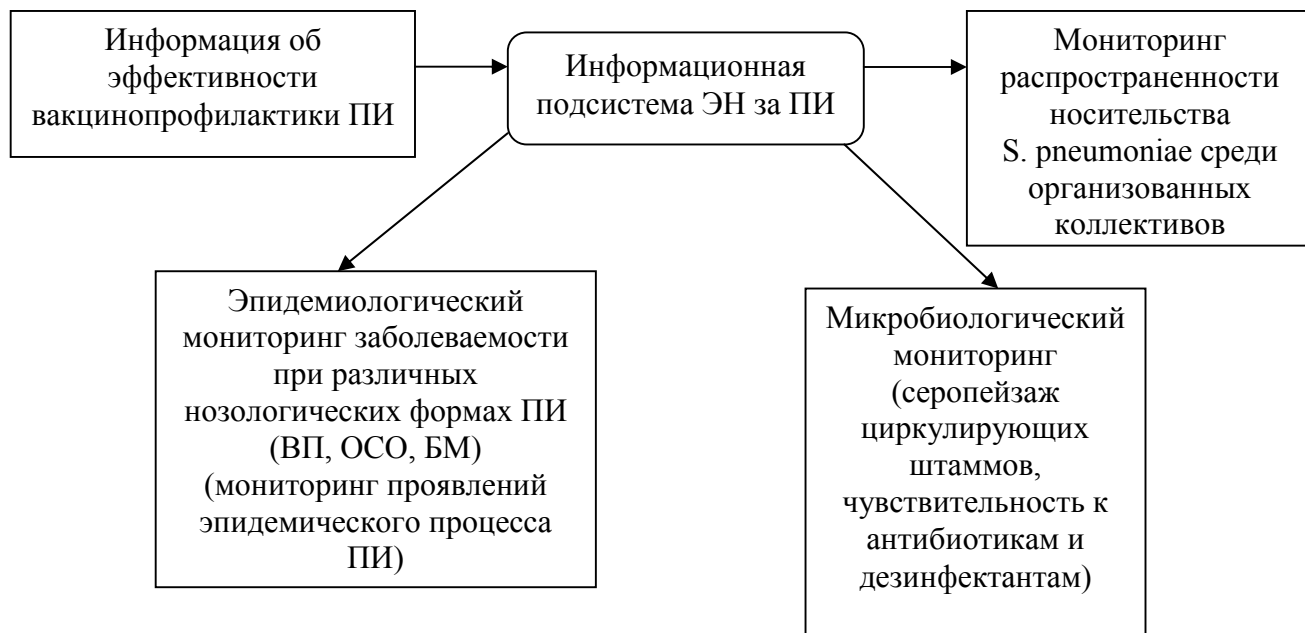 Информация об
эффективности
вакцинопрофилактики ПИ
Информационная
подсистема ЭН за ПИ
Мониторинг
распространенности
носительства
S. pneumoniae среди
организованных
коллективов
Эпидемиологический
мониторинг заболеваемости
при различных
нозологических формах ПИ
(ВП, ОСО, БМ)
(мониторинг проявлений
эпидемического процесса
ПИ)
Микробиологический
мониторинг
(серопейзаж
циркулирующих
штаммов,
чувствительность к
антибиотикам и
дезинфектантам)